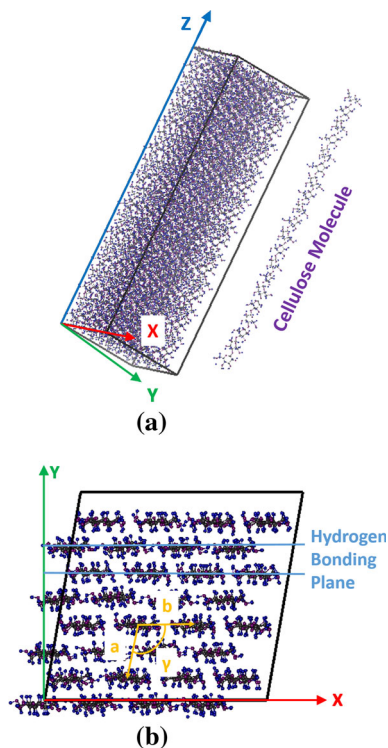 Z
X
Y
Cellulose Molecule
(a)
Y
Hydrogen
Bonding
Plane
b
a
γ
X
(b)